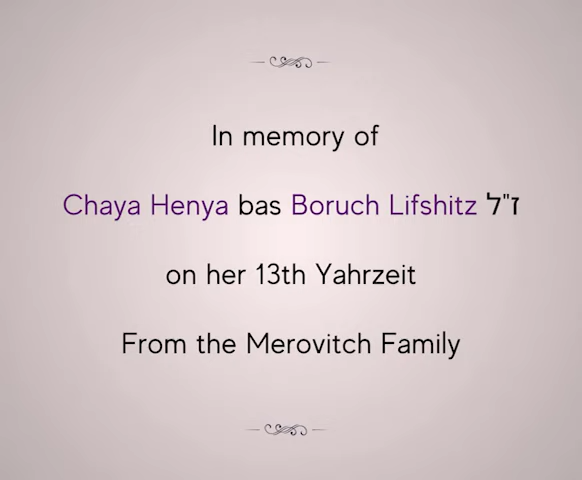 In memory of
Chaya Henya bas Boruch Lifshitz ז"ל
on her 13th Yahrzeit
From the Merovitch Family